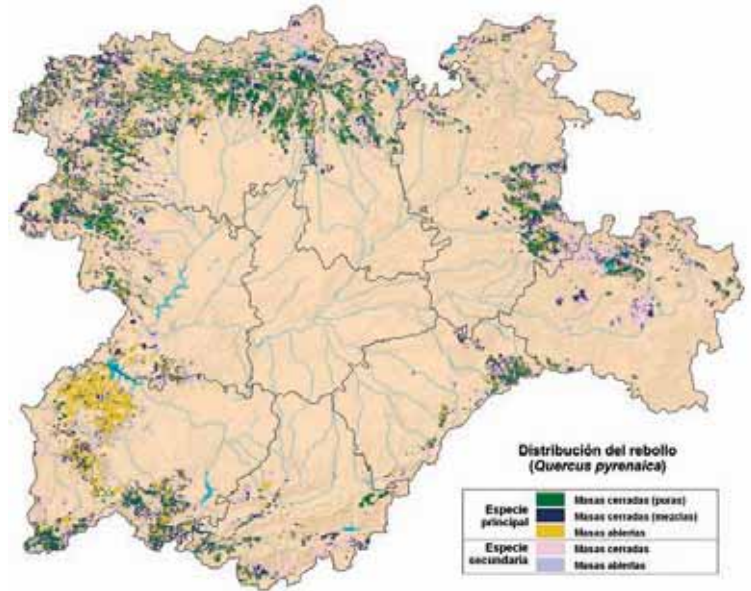 Distribución del rebollo
(Quercus pyrenaica)
Especie principal
Masas cerradas (puras)
Masas cerradas (mezclas)
Masas abiertas
Especie secundaria
Masas cerradas
Masas abiertas